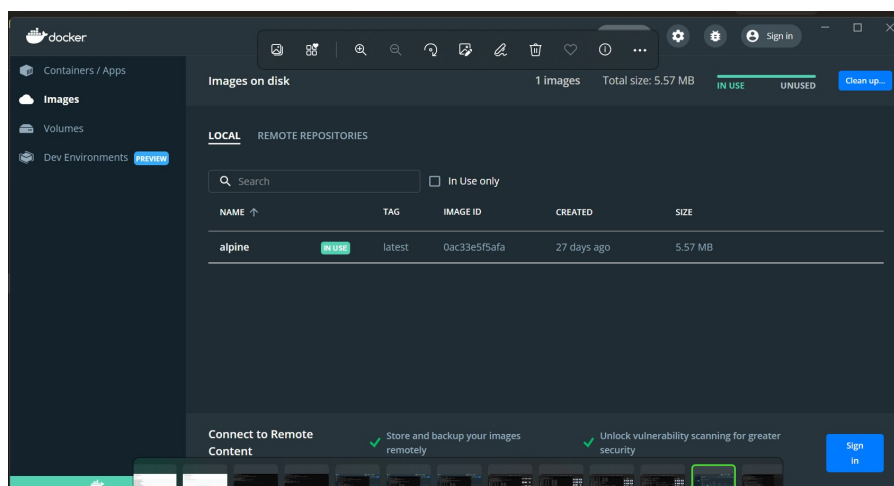 docker
Sign in
Containers / Apps
Images
Volumes
Dev Environments PREVIEW
Images on disk
1 images Total size: 5.57 MB
IN USE UNUSED
Clean up...
LOCAL REMOTE REPOSITORIES
Search
In Use only
NAME TAG IMAGE ID CREATED SIZE
alpine IN USE latest 0ac33e5f5afa 27 days ago 5.57 MB
Connect to Remote
Content
Store and backup your images
remotely
Unlock vulnerability scanning for greater
security
Sign
in